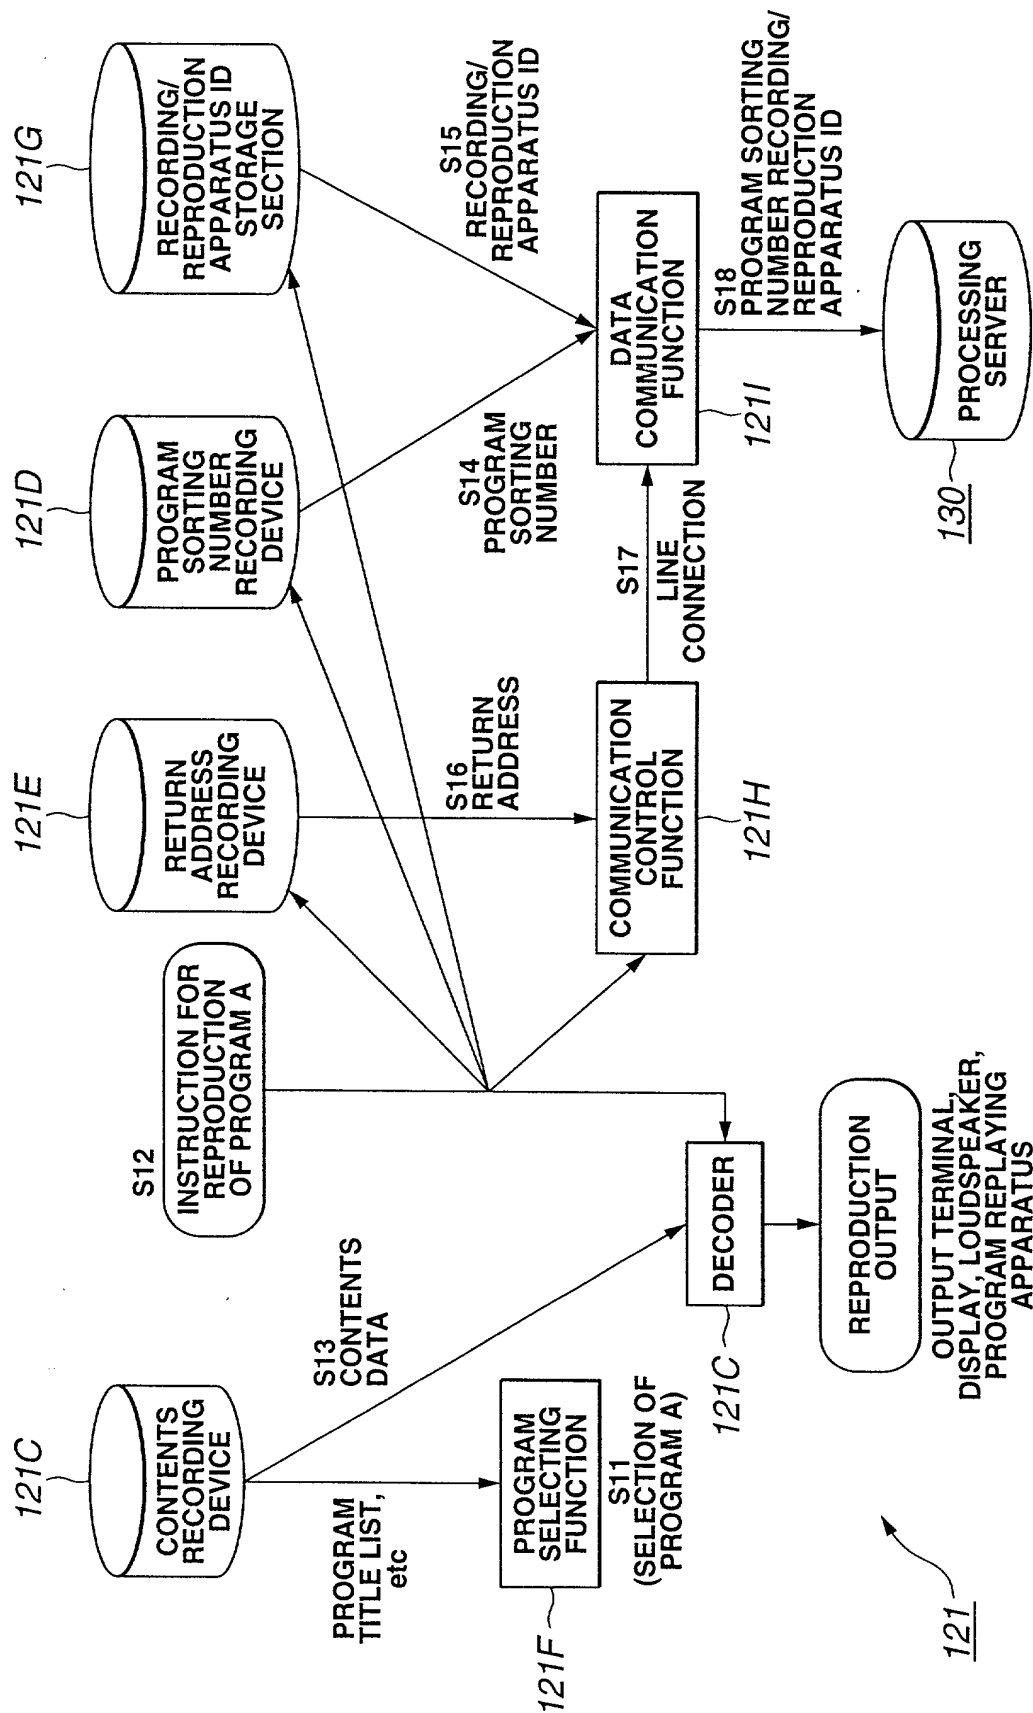 121C
CONTENTS
RECORDING
DEVICE
121E
RETURN
ADDRESS
RECORDING
DEVICE
121D
PROGRAM
SORTING
NUMBER
RECORDING
DEVICE
121G
RECORDING/
REPRODUCTION
APPARATUS ID
STORAGE
SECTION
S12
INSTRUCTION FOR
REPRODUCTION
OF PROGRAM A
S13
CONTENTS
DATA
PROGRAM
TITLE LIST,
etc
S16
RETURN
ADDRESS
S14
PROGRAM
SORTING
NUMBER
S15
RECORDING/
REPRODUCTION
APPARATUS ID
121F
PROGRAM
SELECTING
FUNCTION
S11
(SELECTION OF
PROGRAM A)
121C
DECODER
COMMUNICATION
CONTROL
FUNCTION
121H
S17
LINE
CONNECTION
DATA
COMMUNICATION
FUNCTION
121I
S18
PROGRAM SORTING
NUMBER RECORDING/
REPRODUCTION
APPARATUS ID
REPRODUCTION
OUTPUT
OUTPUT TERMINAL,
DISPLAY, LOUDSPEAKER,
PROGRAM REPLAYING
APPARATUS
PROCESSING
SERVER
130
121